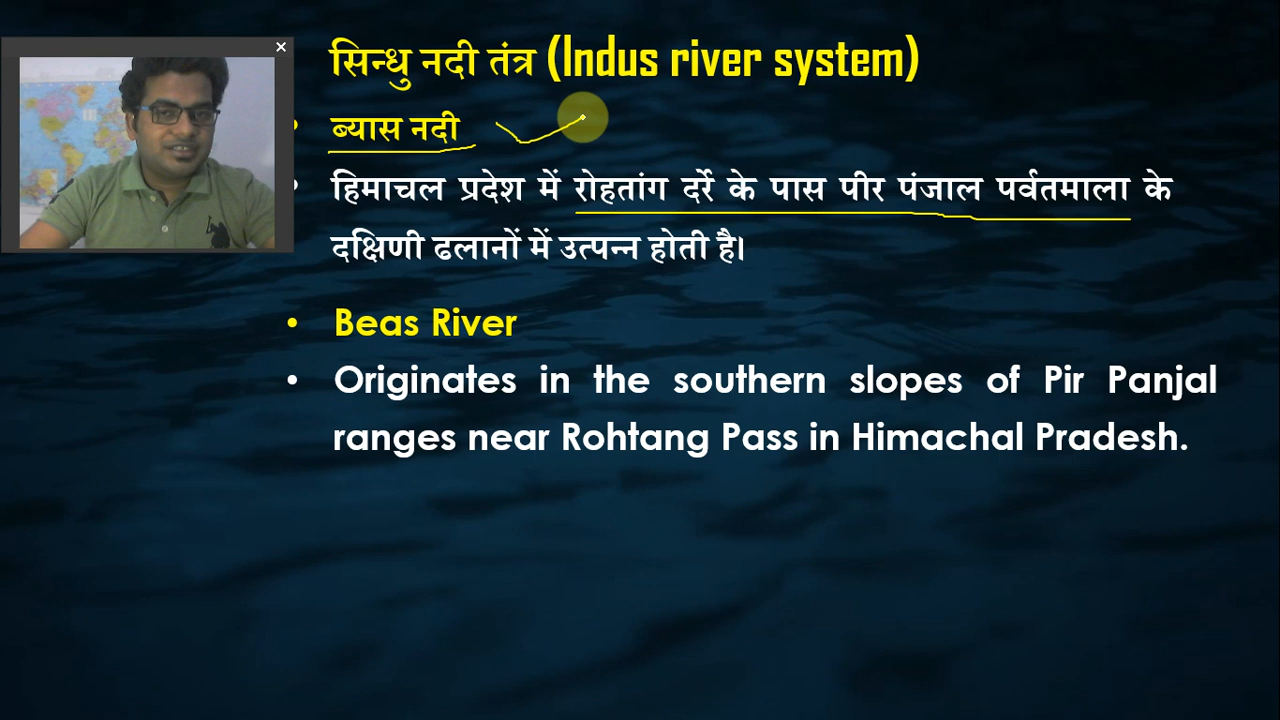 सिन्धु नदी तंत्र (Indus river system)
ब्यास नदी
हिमाचल प्रदेश में रोहतांग दर्रे के पास पीर पंजाल पर्वतमाला के
दक्षिणी ढलानों में उत्पन्न होती है।
• Beas River
• Originates in the southern slopes of Pir Panjal
ranges near Rohtang Pass in Himachal Pradesh.